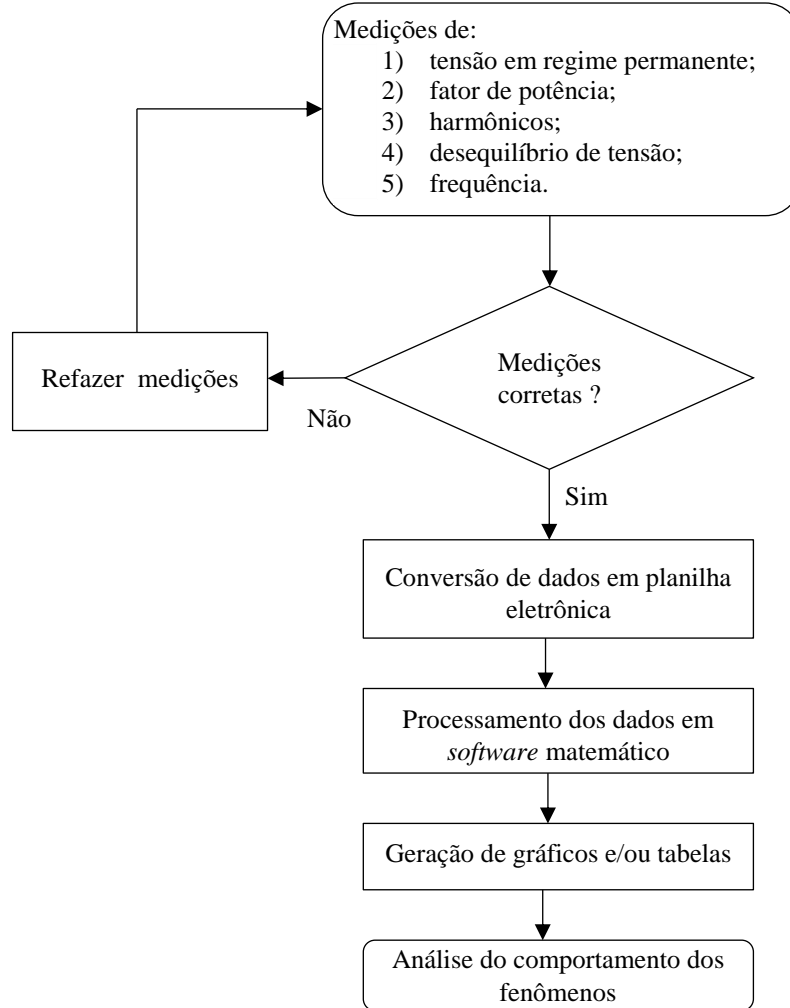 Medições de:
1) tensão em regime permanente;
2) fator de potência;
3) harmônicos;
4) desequilíbrio de tensão;
5) frequência.
Medições
corretas ?
Refazer medições
Não
Sim
Conversão de dados em planilha
eletrônica
Processamento dos dados em
software matemático
Geração de gráficos e/ou tabelas
Análise do comportamento dos
fenômenos